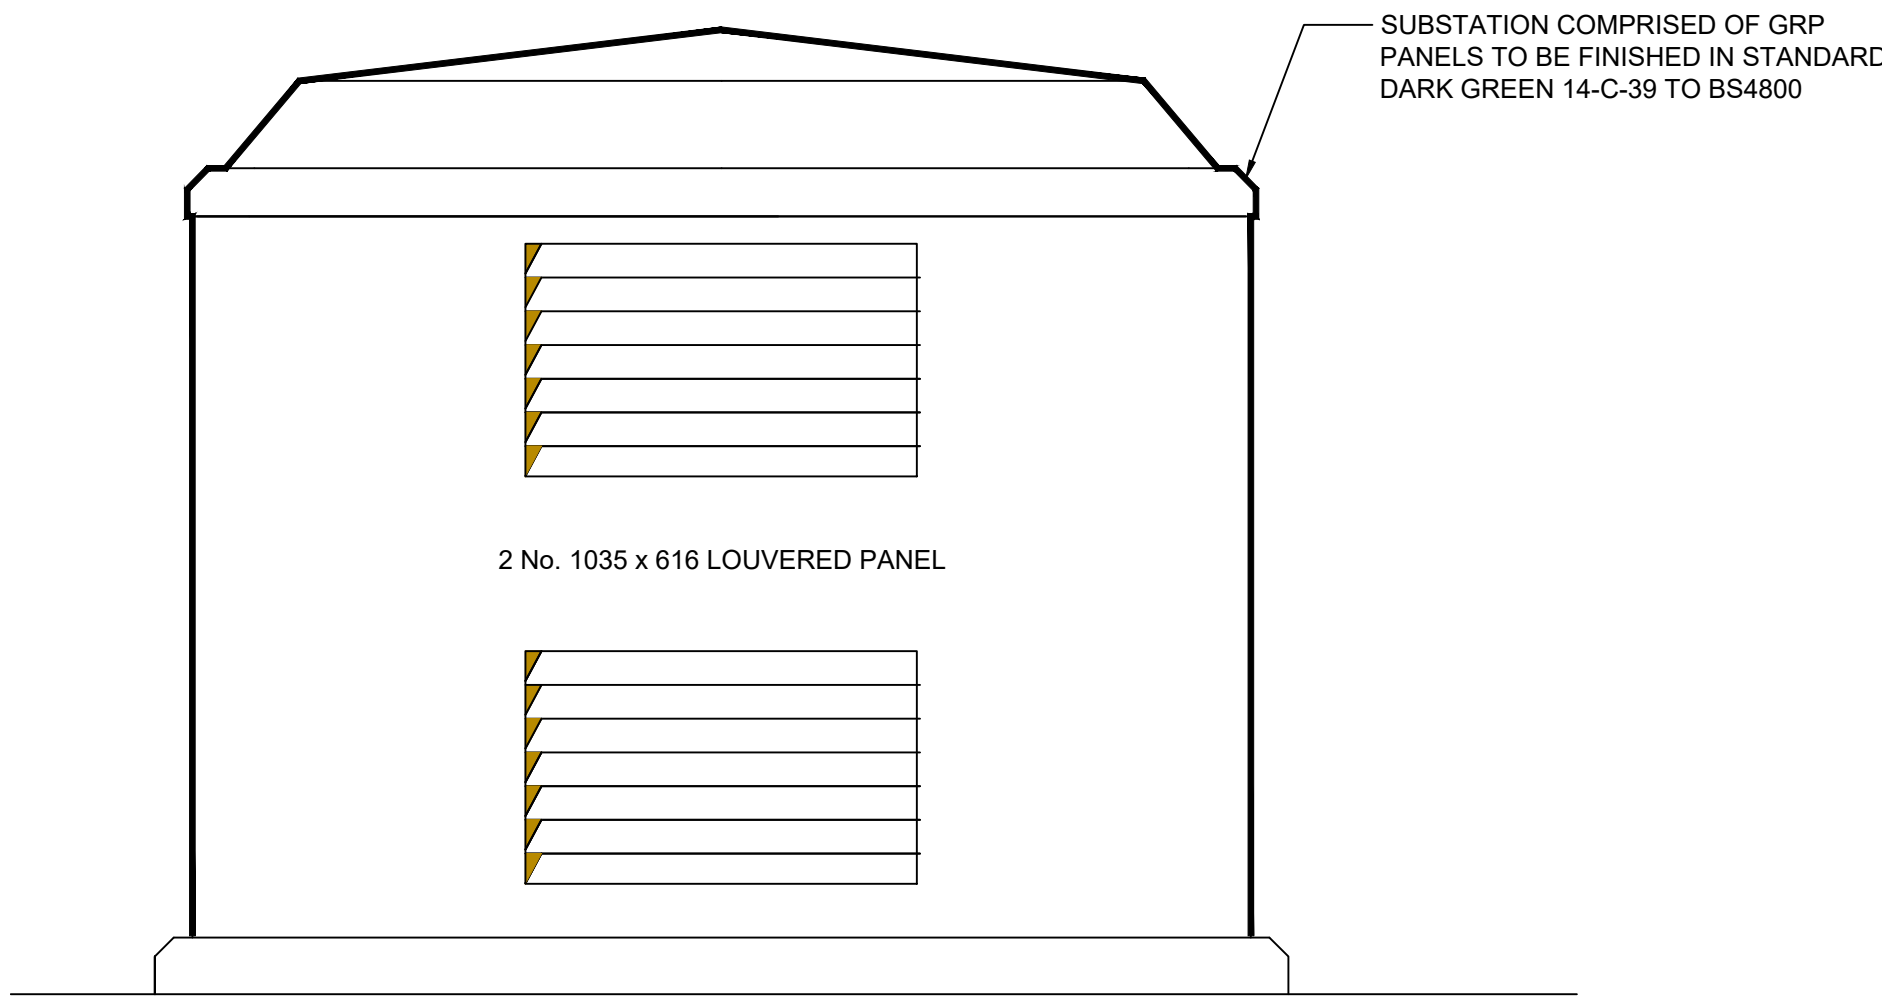 SUBSTATION COMPRISED OF GRP
PANELS TO BE FINISHED IN STANDARD
DARK GREEN 14-C-39 TO BS4800
2 No. 1035 x 616 LOUVERED PANEL